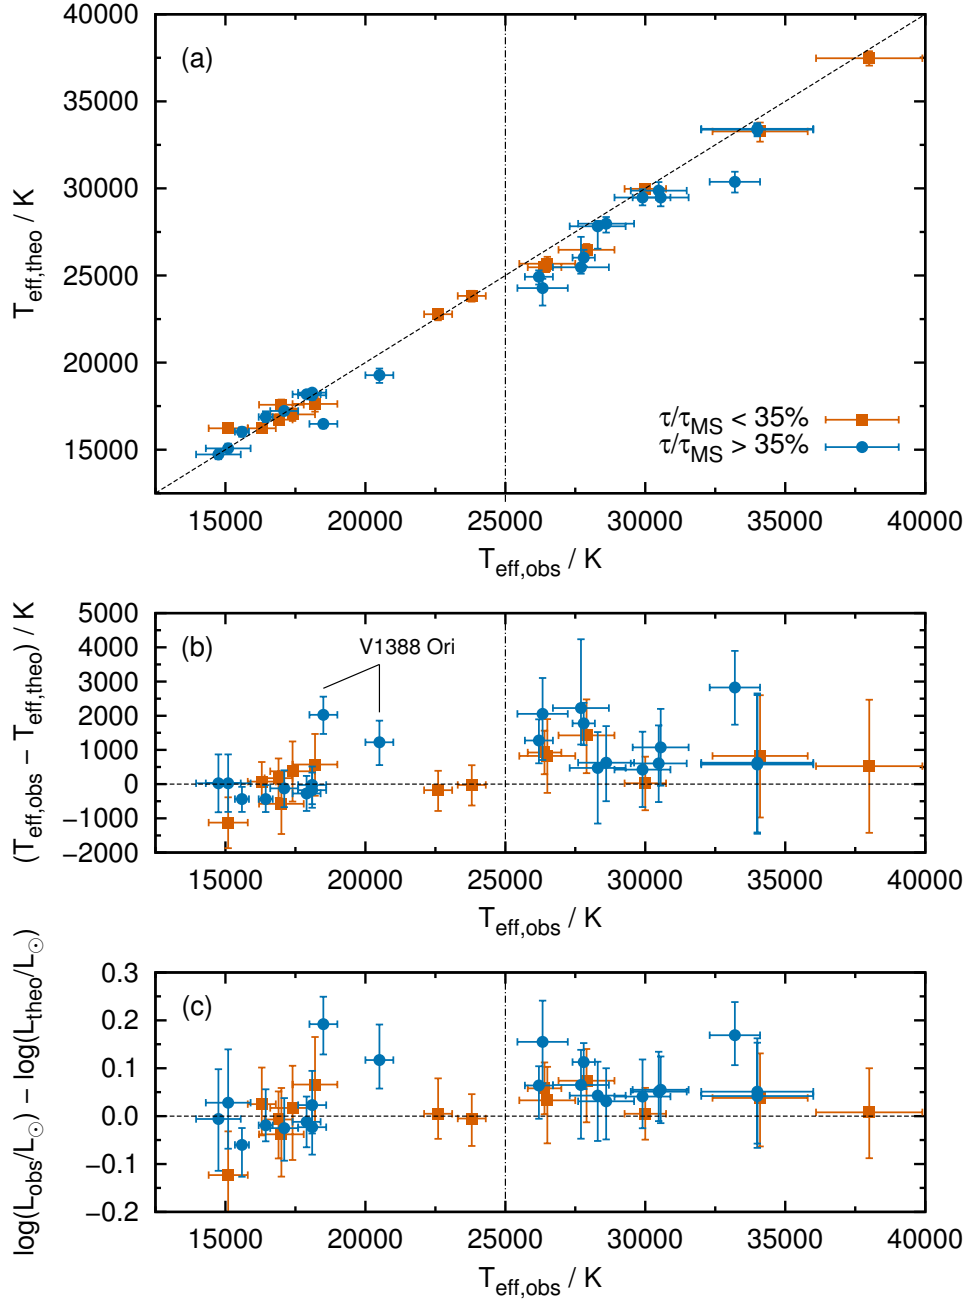 40000
(a)
35000
30000
25000
20000
15000
T_eff,theo / K
τ/τ_MS < 35%
τ/τ_MS > 35%
15000 20000 25000 30000 35000 40000
T_eff,obs / K
5000
(b)
V1388 Ori
4000
3000
2000
1000
0
−1000
−2000
(T_eff,obs − T_eff,theo) / K
15000 20000 25000 30000 35000 40000
T_eff,obs / K
0.3
(c)
0.2
0.1
0.0
−0.1
−0.2
log(L_obs/L_⊙) − log(L_theo/L_⊙)
15000 20000 25000 30000 35000 40000
T_eff,obs / K